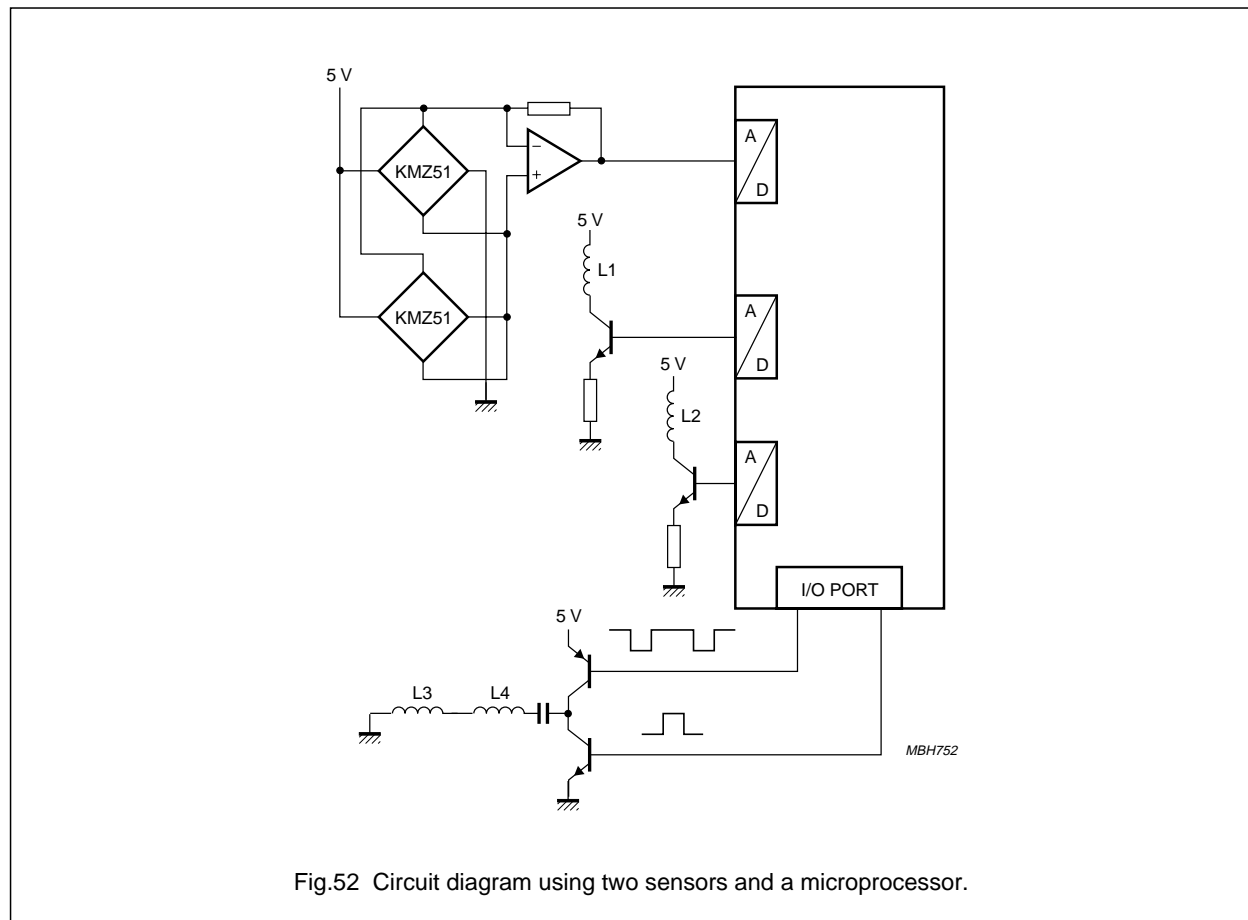 5 V
KMZ51
−
+
A
D
5 V
L1
KMZ51
A
D
5 V
L2
A
D
I/O PORT
5 V
L3
L4
MBH752
Fig.52 Circuit diagram using two sensors and a microprocessor.